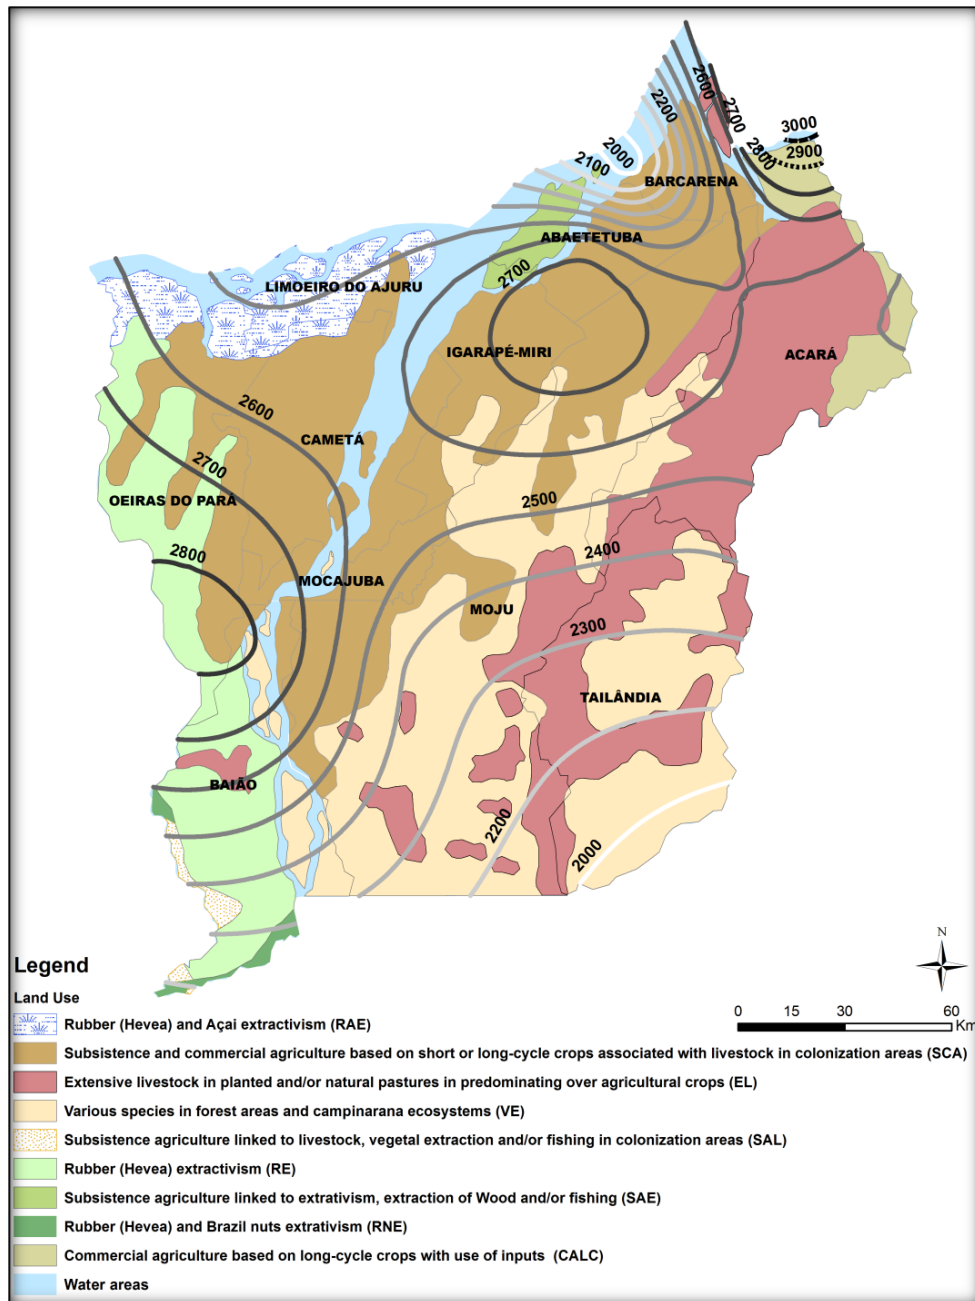 2600
2700
2200
2800
3000
2900
2000
2100
BARCARENA
ABAETETUBA
2700
LIMOEIRO DO AJURU
IGARAPÉ-MIRI
ACARÁ
2600
CAMETÁ
2700
OEIRAS DO PARÁ
2500
2800
2400
MOCAJUBA
MOJU
2300
TAILÂNDIA
BAIÃO
2200
2000
N
Legend
Land Use
0 15 30 60
Km
Rubber (Hevea) and Açai extractivism (RAE)
Subsistence and commercial agriculture based on short or long-cycle crops associated with livestock in colonization areas (SCA)
Extensive livestock in planted and/or natural pastures in predominating over agricultural crops (EL)
Various species in forest areas and campinarana ecosystems (VE)
Subsistence agriculture linked to livestock, vegetal extraction and/or fishing in colonization areas (SAL)
Rubber (Hevea) extractivism (RE)
Subsistence agriculture linked to extrativism, extraction of Wood and/or fishing (SAE)
Rubber (Hevea) and Brazil nuts extrativism (RNE)
Commercial agriculture based on long-cycle crops with use of inputs (CALC)
Water areas